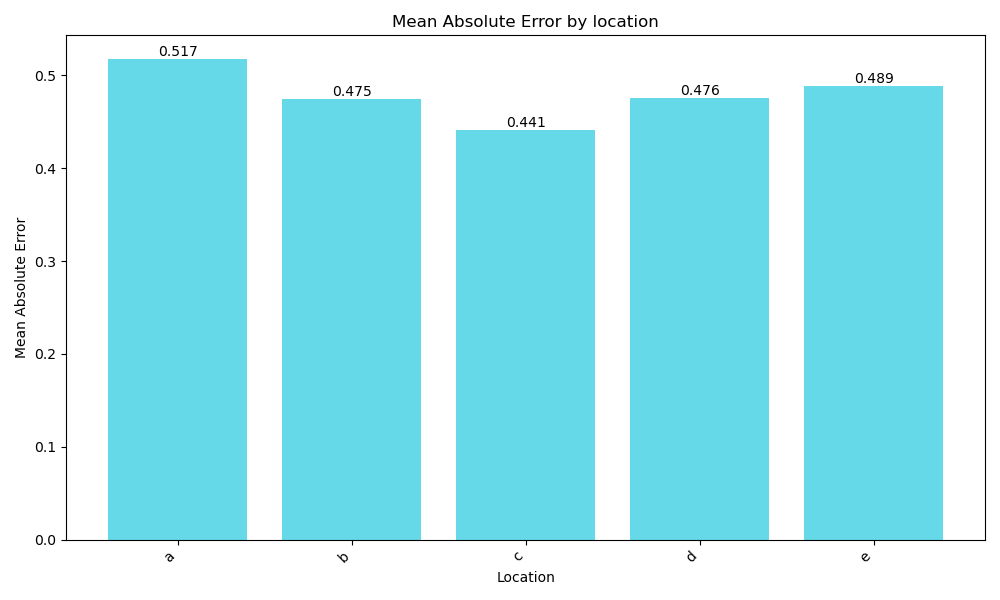 Mean Absolute Error by location
0.517
0.475
0.441
0.476
0.489
0.5
0.4
0.3
0.2
0.1
0.0
Mean Absolute Error
a
b
c
d
e
Location